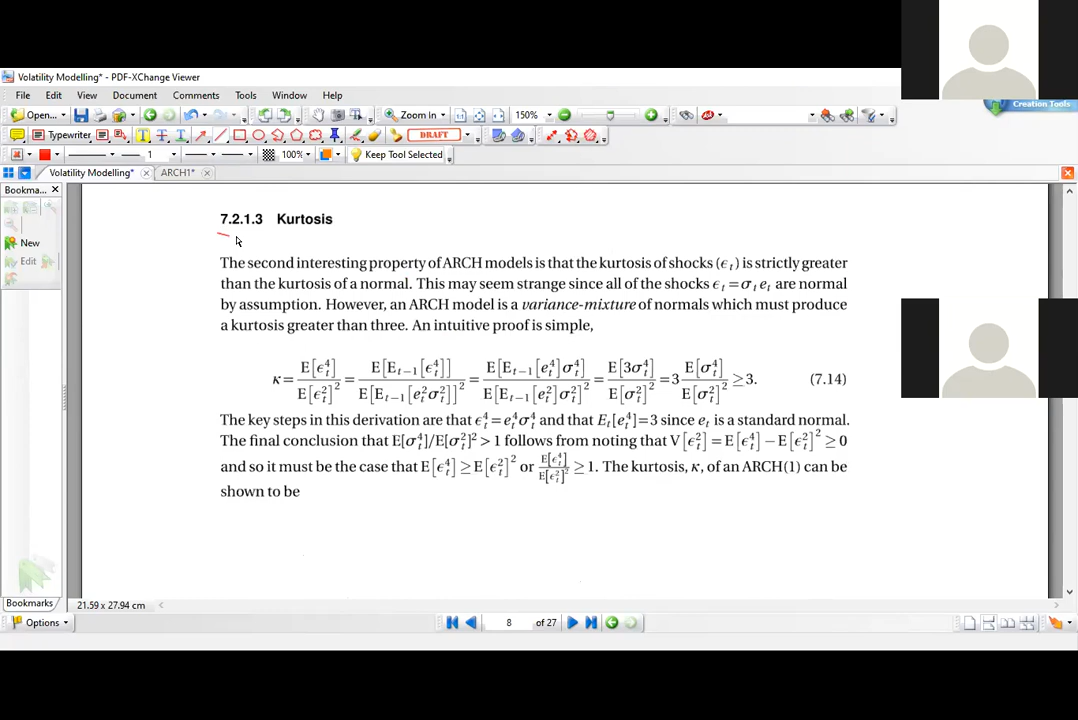 Volatility Modelling* - PDF-XChange Viewer
Creation Tools
File Edit View Document Comments Tools Window Help
Open... Zoom In 150%
Typewriter DRAFT
1 100% Keep Tool Selected
Volatility Modelling* ARCH1*
Bookma...
New
Edit
7.2.1.3 Kurtosis
The second interesting property of ARCH models is that the kurtosis of shocks (ϵ_t) is strictly greater
than the kurtosis of a normal. This may seem strange since all of the shocks ϵ_t = σ_t e_t are normal
by assumption. However, an ARCH model is a variance-mixture of normals which must produce
a kurtosis greater than three. An intuitive proof is simple,
κ = E[ϵ_t^4] / E[ϵ_t^2]^2 = E[E_{t−1}[ϵ_t^4]] / E[E_{t−1}[e_t^2 σ_t^2]]^2 = E[E_{t−1}[e_t^4] σ_t^4] / E[E_{t−1}[e_t^2] σ_t^2]^2 = E[3σ_t^4] / E[σ_t^2]^2 = 3 E[σ_t^4] / E[σ_t^2]^2 ≥ 3. (7.14)
The key steps in this derivation are that ϵ_t^4 = e_t^4 σ_t^4 and that E_t[e_t^4] = 3 since e_t is a standard normal.
The final conclusion that E[σ_t^4]/E[σ_t^2]^2 > 1 follows from noting that V[ϵ_t^2] = E[ϵ_t^4] − E[ϵ_t^2]^2 ≥ 0
and so it must be the case that E[ϵ_t^4] ≥ E[ϵ_t^2]^2 or E[ϵ_t^4] / E[ϵ_t^2]^2 ≥ 1. The kurtosis, κ, of an ARCH(1) can be
shown to be
Bookmarks 21.59 x 27.94 cm
Options 8 of 27